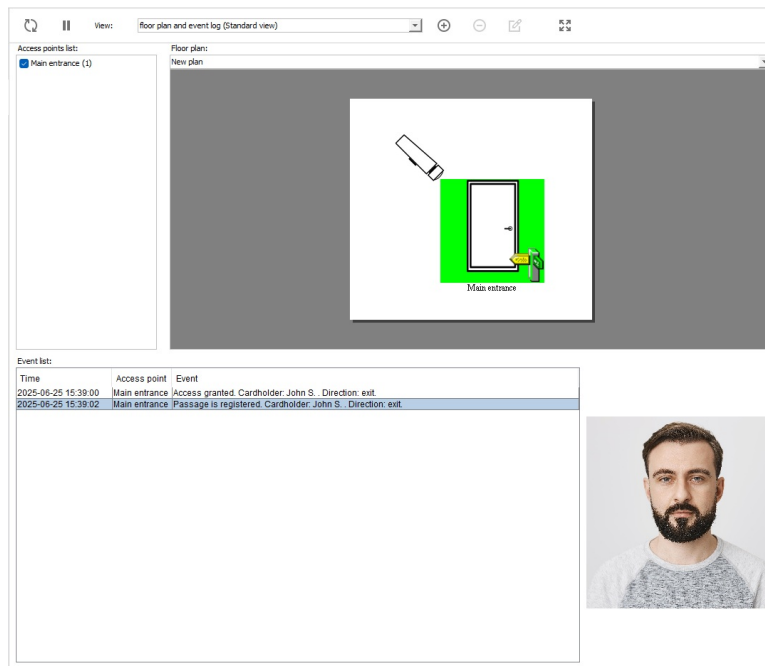 View: floor plan and event log (Standard view)
Access points list:
Floor plan:
Main entrance (1)
New plan
Main entrance
Event list:
Time Access point Event
2025-06-25 15:39:00 Main entrance Access granted. Cardholder: John S. . Direction: exit.
2025-06-25 15:39:02 Main entrance Passage is registered. Cardholder: John S. . Direction: exit.